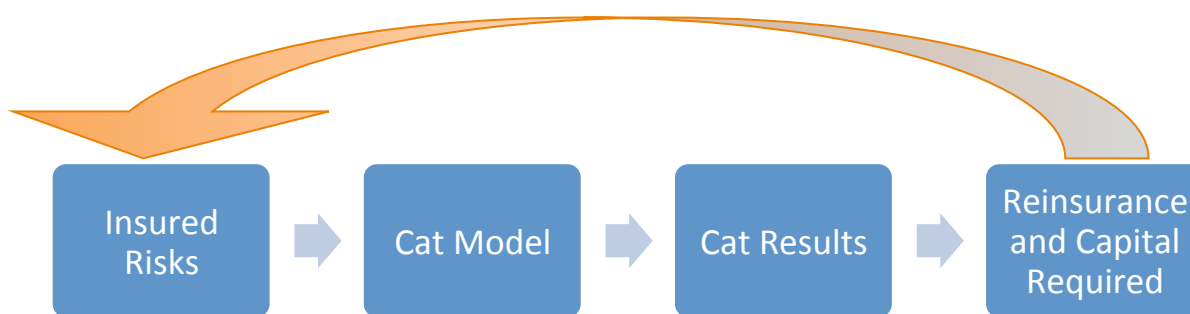 Insured
Risks
Cat Model
Cat Results
Reinsurance
and Capital
Required